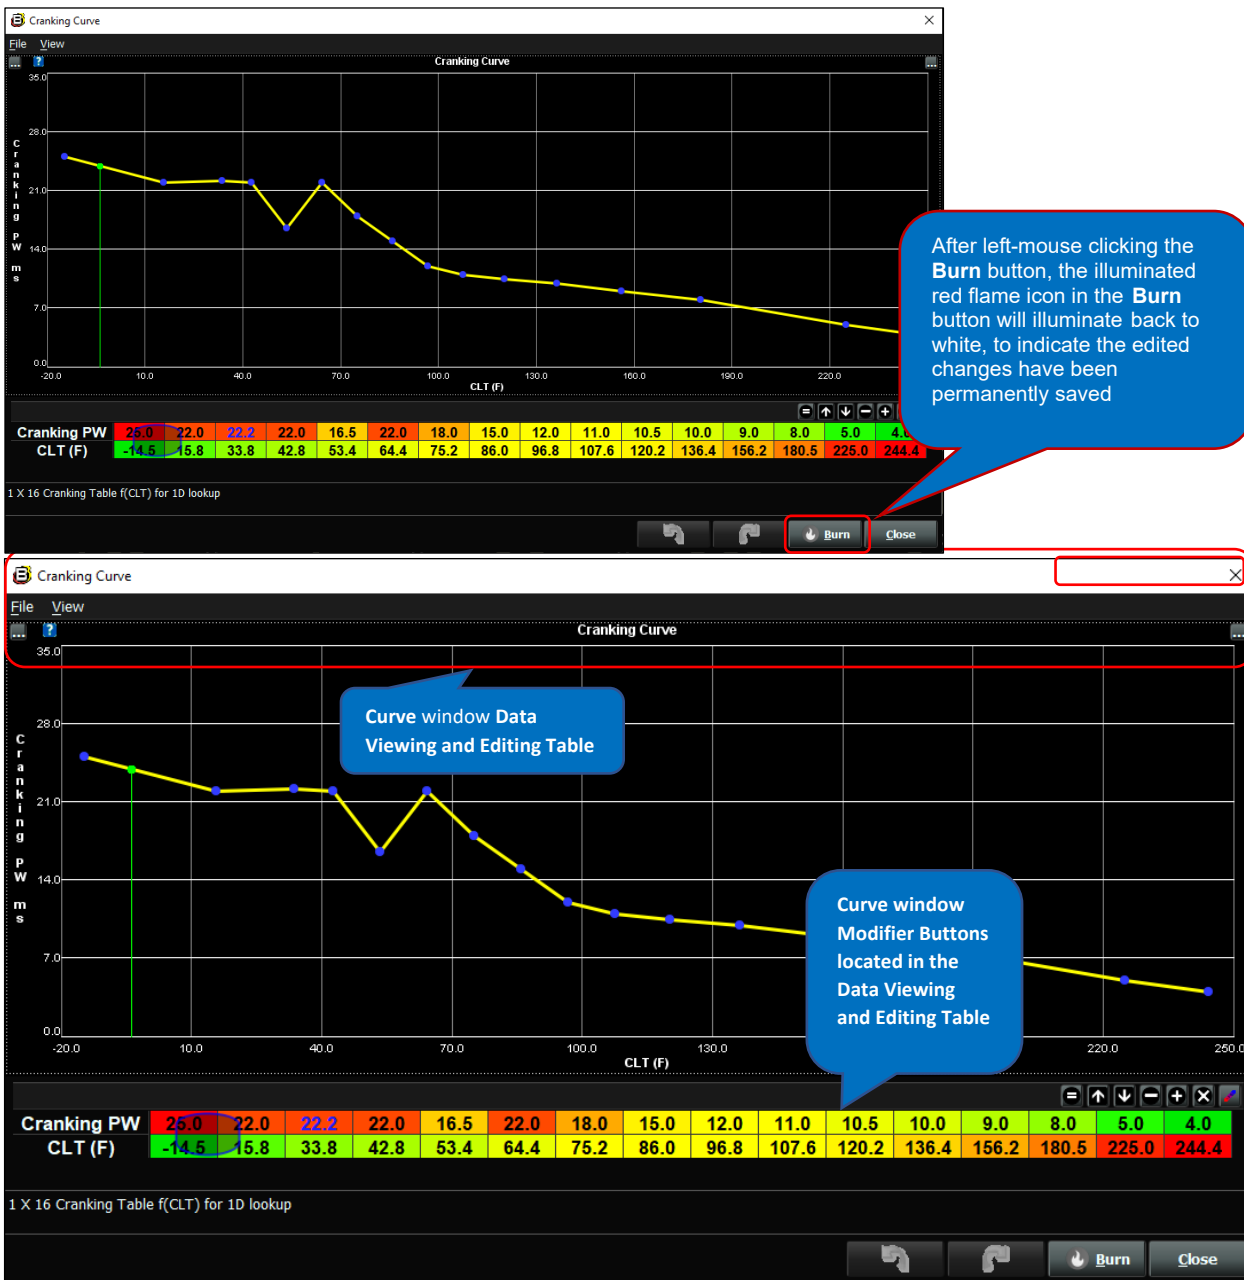 Cranking Curve
File View
Cranking Curve
35.0
28.0
21.0
14.0
7.0
0.0
Cranking PW ms
-20.0 10.0 40.0 70.0 100.0 130.0 160.0 190.0 220.0
CLT (F)
Cranking PW 25.0 22.0 22.2 22.0 16.5 22.0 18.0 15.0 12.0 11.0 10.5 10.0 9.0 8.0 5.0 4.0
CLT (F) -14.5 15.8 33.8 42.8 53.4 64.4 75.2 86.0 96.8 107.6 120.2 136.4 156.2 180.5 225.0 244.4
1 X 16 Cranking Table f(CLT) for 1D lookup
Burn Close
After left-mouse clicking the
Burn button, the illuminated
red flame icon in the Burn
button will illuminate back to
white, to indicate the edited
changes have been
permanently saved
Cranking Curve
File View
Cranking Curve
35.0
28.0
21.0
14.0
7.0
0.0
Cranking PW ms
Curve window Data
Viewing and Editing Table
Curve window
Modifier Buttons
located in the
Data Viewing
and Editing Table
-20.0 10.0 40.0 70.0 100.0 130.0 220.0 250.0
CLT (F)
Cranking PW 25.0 22.0 22.2 22.0 16.5 22.0 18.0 15.0 12.0 11.0 10.5 10.0 9.0 8.0 5.0 4.0
CLT (F) -14.5 15.8 33.8 42.8 53.4 64.4 75.2 86.0 96.8 107.6 120.2 136.4 156.2 180.5 225.0 244.4
1 X 16 Cranking Table f(CLT) for 1D lookup
Burn Close